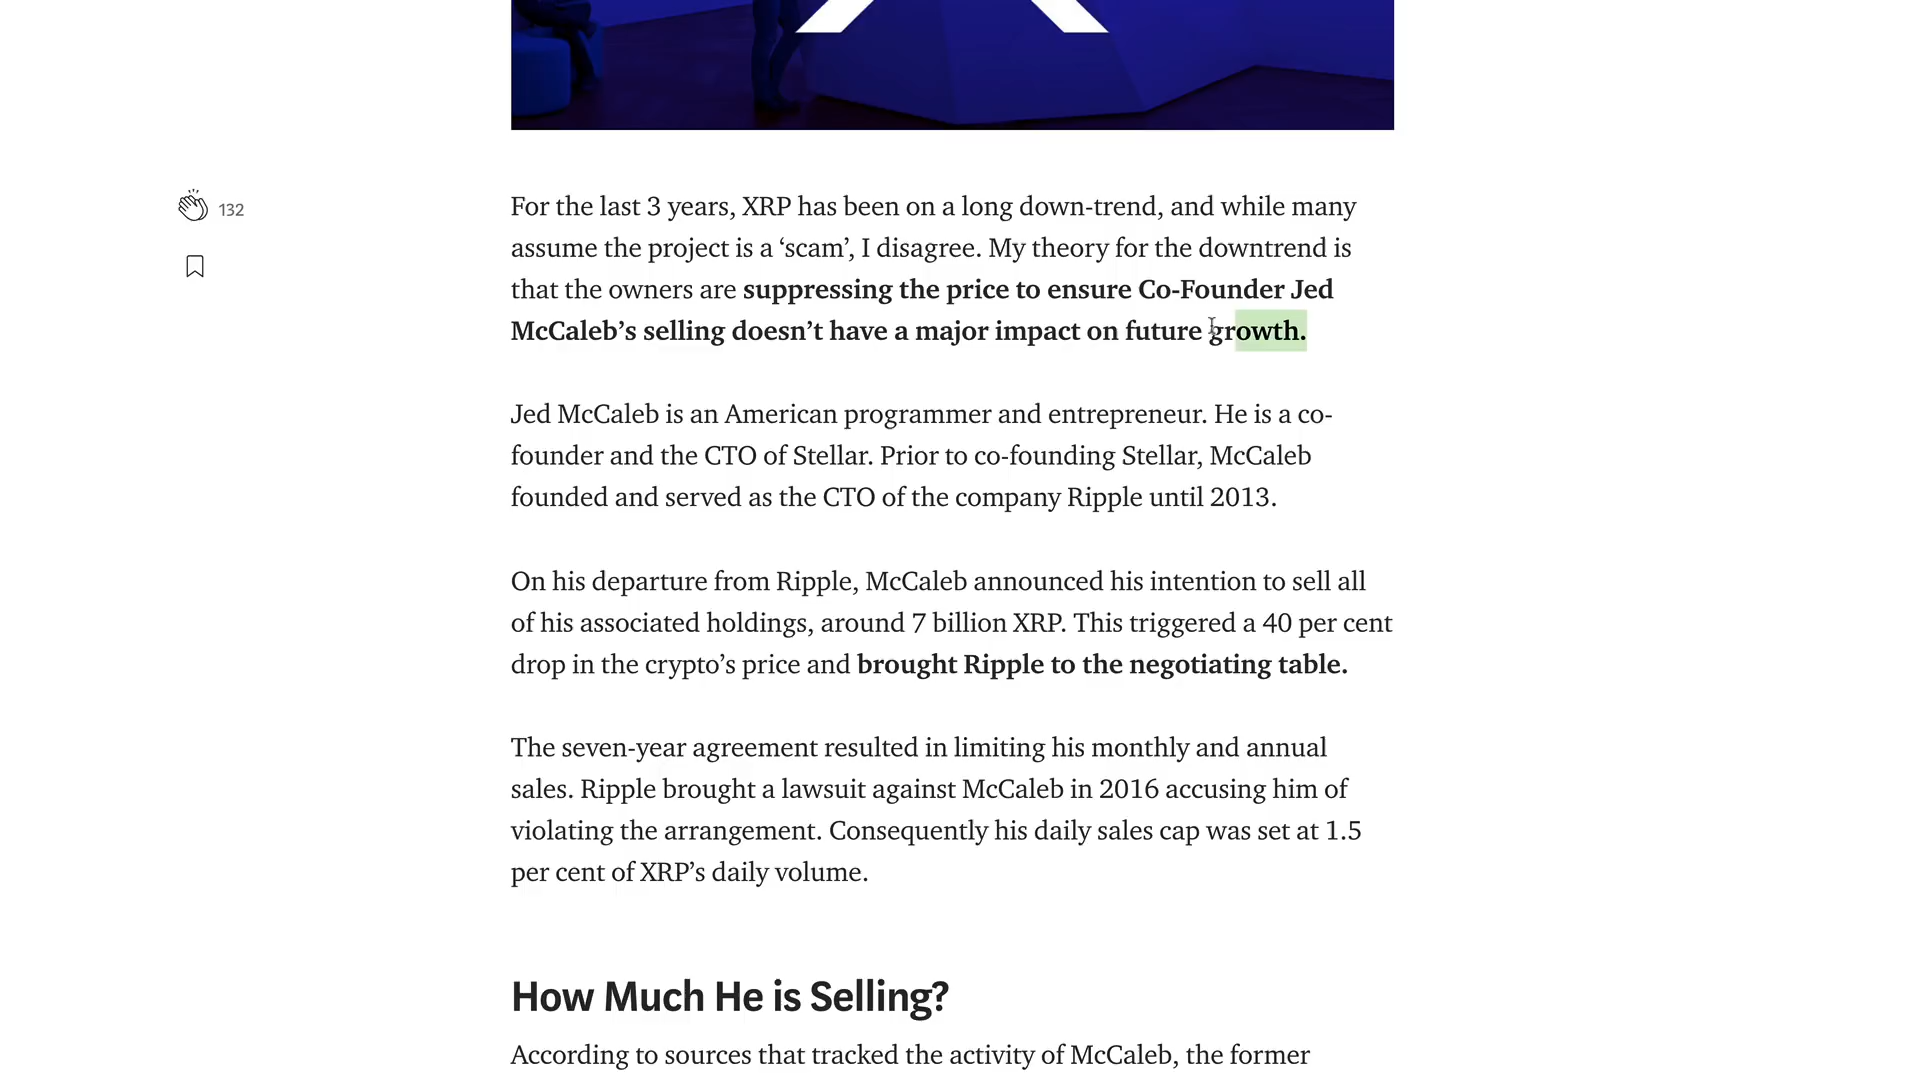 132
For the last 3 years, XRP has been on a long down-trend, and while many
assume the project is a ‘scam’, I disagree. My theory for the downtrend is
that the owners are suppressing the price to ensure Co-Founder Jed
McCaleb’s selling doesn’t have a major impact on future growth.
Jed McCaleb is an American programmer and entrepreneur. He is a co-
founder and the CTO of Stellar. Prior to co-founding Stellar, McCaleb
founded and served as the CTO of the company Ripple until 2013.
On his departure from Ripple, McCaleb announced his intention to sell all
of his associated holdings, around 7 billion XRP. This triggered a 40 per cent
drop in the crypto’s price and brought Ripple to the negotiating table.
The seven-year agreement resulted in limiting his monthly and annual
sales. Ripple brought a lawsuit against McCaleb in 2016 accusing him of
violating the arrangement. Consequently his daily sales cap was set at 1.5
per cent of XRP’s daily volume.
How Much He is Selling?
According to sources that tracked the activity of McCaleb, the former